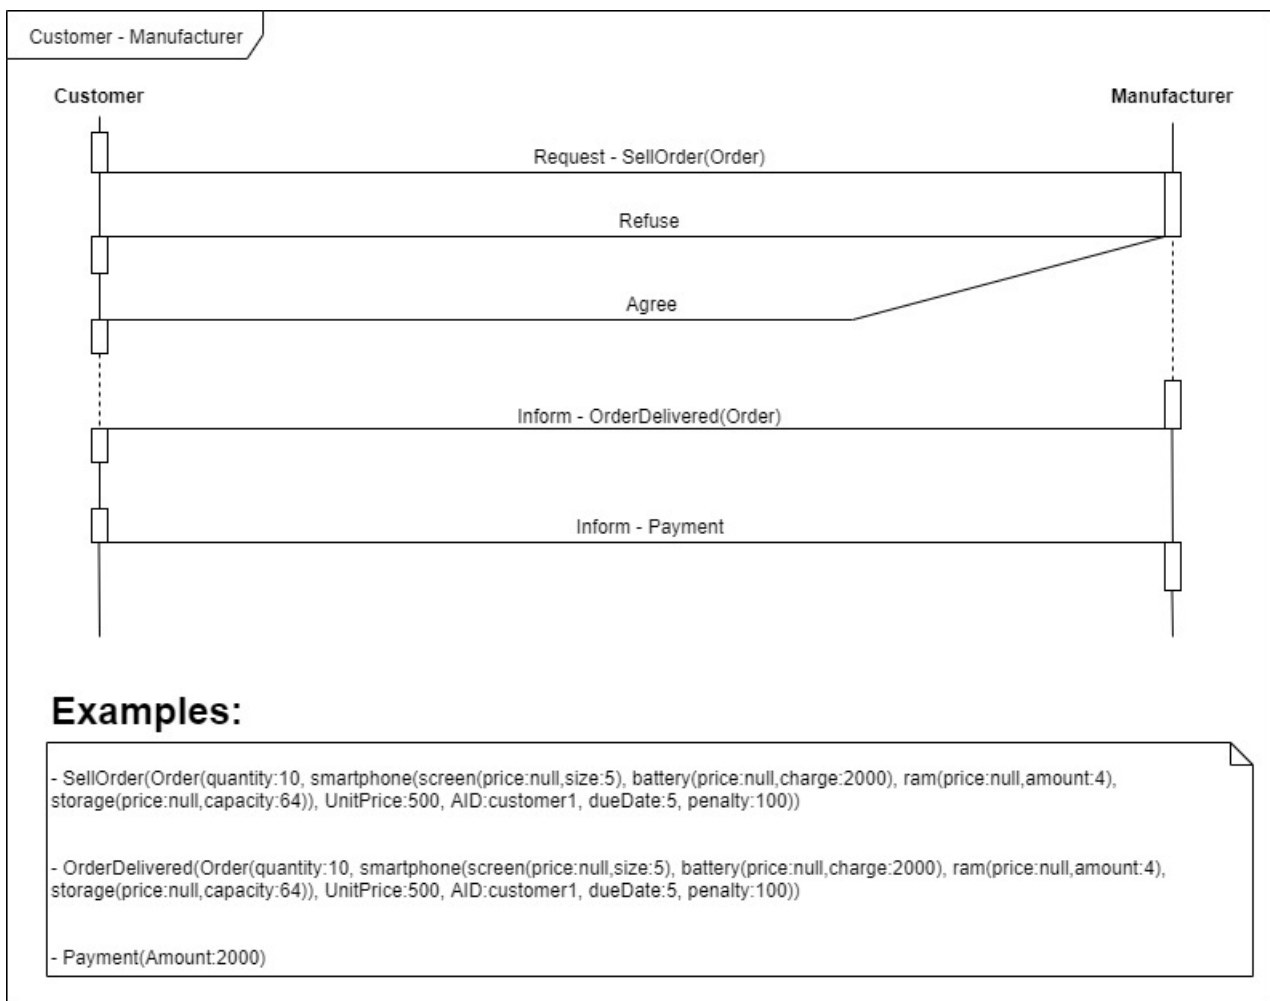 Customer - Manufacturer
Customer
Manufacturer
Request - SellOrder(Order)
Refuse
Agree
Inform - OrderDelivered(Order)
Inform - Payment
Examples:
- SellOrder(Order(quantity:10, smartphone(screen(price:null,size:5), battery(price:null,charge:2000), ram(price:null,amount:4),
storage(price:null,capacity:64)), UnitPrice:500, AID:customer1, dueDate:5, penalty:100))
- OrderDelivered(Order(quantity:10, smartphone(screen(price:null,size:5), battery(price:null,charge:2000), ram(price:null,amount:4),
storage(price:null,capacity:64)), UnitPrice:500, AID:customer1, dueDate:5, penalty:100))
- Payment(Amount:2000)